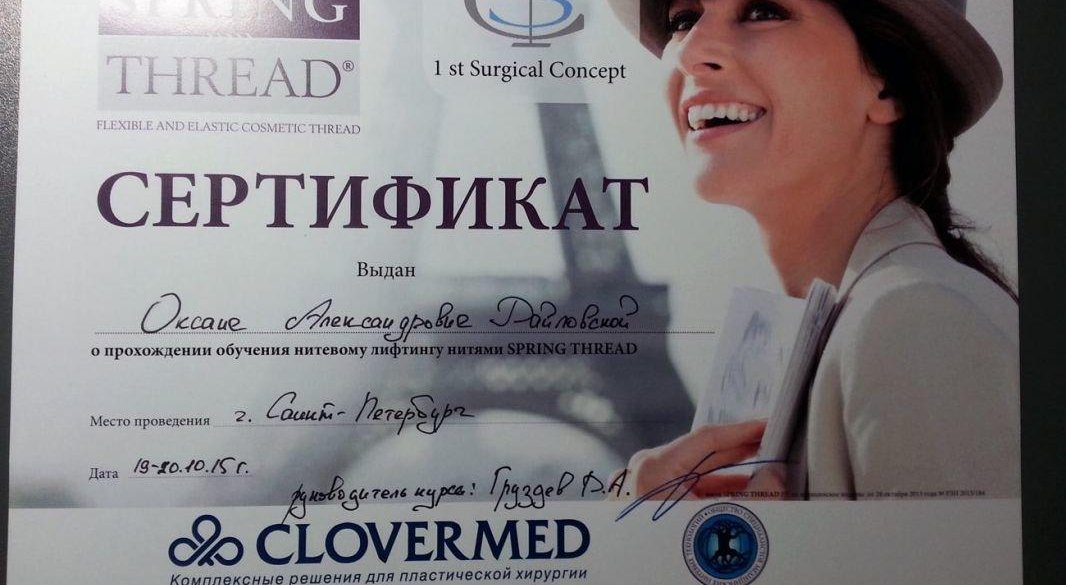 SPRING
THREAD®
FLEXIBLE AND ELASTIC COSMETIC THREAD
1 st Surgical Concept
СЕРТИФИКАТ
Выдан
Оксане Александровне Райловской
о прохождении обучения нитевому лифтингу нитями SPRING THREAD
Место проведения г. Санкт-Петербург
Дата 19-20.10.15 г.
руководитель курса: Груздев Д.А.
CLOVERMED
Комплексные решения для пластической хирургии